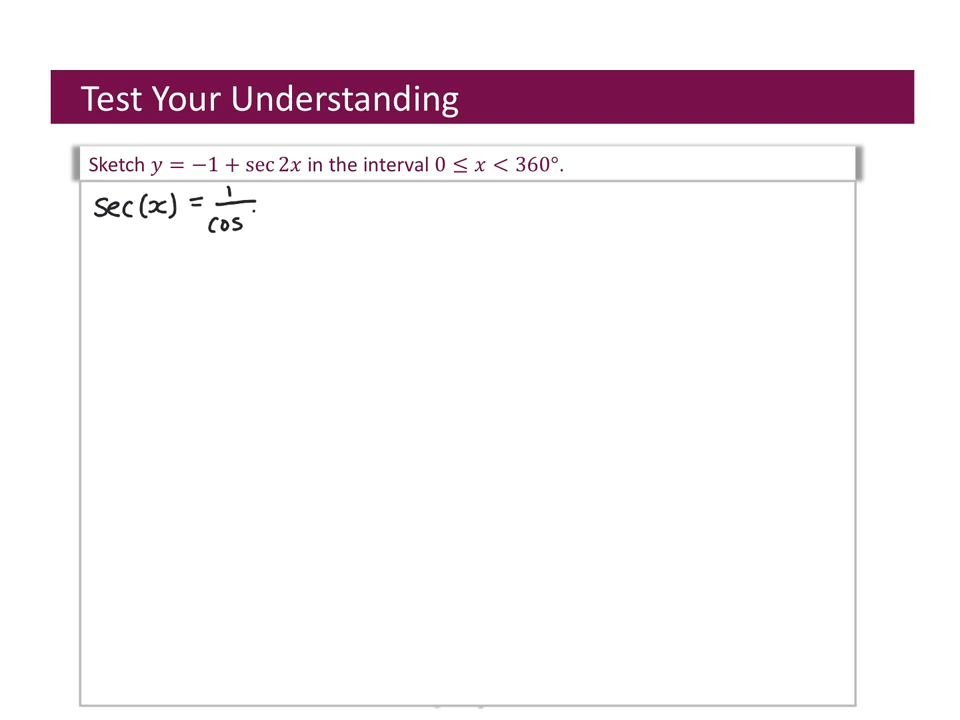 Test Your Understanding
Sketch y = −1 + sec 2x in the interval 0 ≤ x < 360°.
sec(x) = 1/cos